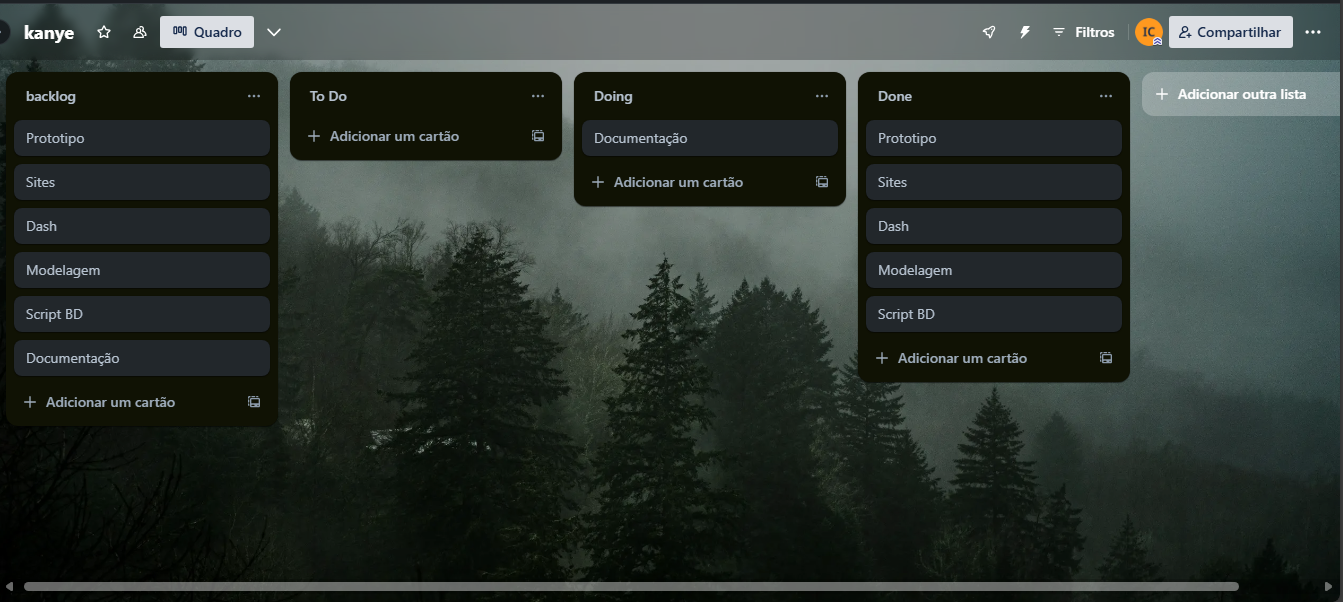 kanye
Quadro
Filtros
IC
Compartilhar
backlog
Prototipo
Sites
Dash
Modelagem
Script BD
Documentação
Adicionar um cartão
To Do
Adicionar um cartão
Doing
Documentação
Adicionar um cartão
Done
Prototipo
Sites
Dash
Modelagem
Script BD
Adicionar um cartão
Adicionar outra lista